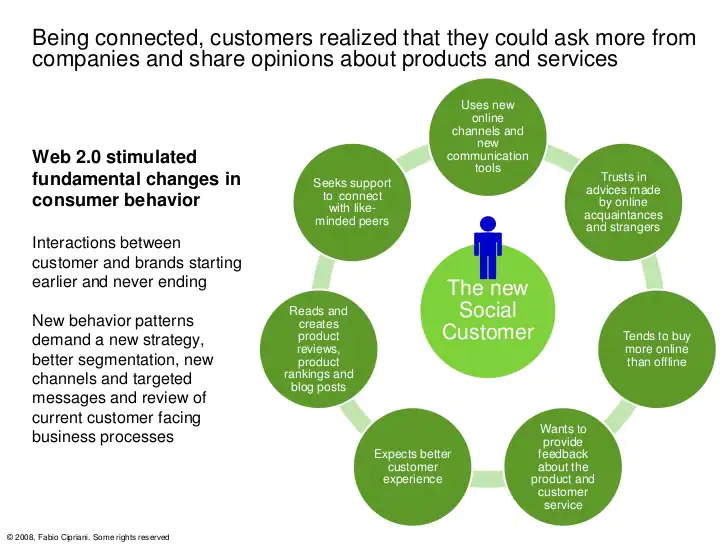 Being connected, customers realized that they could ask more from
companies and share opinions about products and services
Web 2.0 stimulated
fundamental changes in
consumer behavior
Interactions between
customer and brands starting
earlier and never ending
New behavior patterns
demand a new strategy,
better segmentation, new
channels and targeted
messages and review of
current customer facing
business processes
Uses new
online
channels and
new
communication
tools
Trusts in
advices made
by online
acquaintances
and strangers
Tends to buy
more online
than offline
Wants to
provide
feedback
about the
product and
customer
service
Expects better
customer
experience
Reads and
creates
product
reviews,
product
rankings and
blog posts
Seeks support
to connect
with like-
minded peers
The new
Social
Customer
© 2008, Fabio Cipriani. Some rights reserved